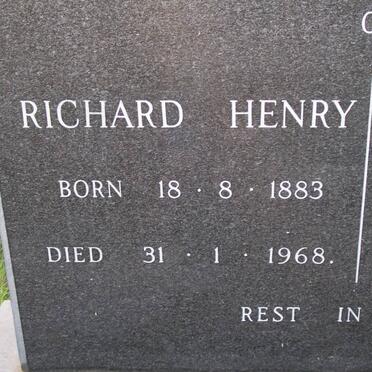 RICHARD HENRY
BORN 18 · 8 · 1883
DIED 31 · 1 · 1968.
REST IN